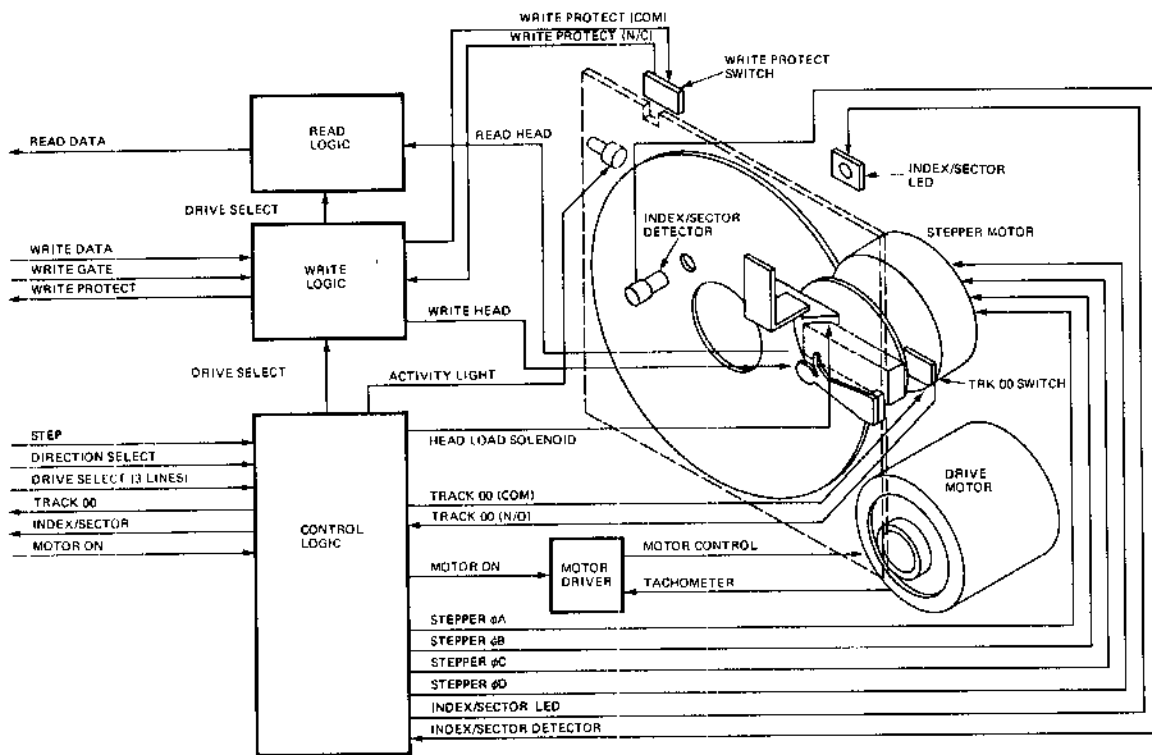 WRITE PROTECT (COM)
WRITE PROTECT (N/C)
WRITE PROTECT
SWITCH
READ
LOGIC
READ DATA
READ HEAD
INDEX/SECTOR
LED
DRIVE SELECT
INDEX/SECTOR
DETECTOR
STEPPER MOTOR
WRITE DATA
WRITE GATE
WRITE PROTECT
WRITE
LOGIC
WRITE HEAD
DRIVE SELECT
ACTIVITY LIGHT
TRK 00 SWITCH
STEP
DIRECTION SELECT
DRIVE SELECT (3 LINES)
TRACK 00
INDEX/SECTOR
MOTOR ON
CONTROL
LOGIC
HEAD LOAD SOLENOID
DRIVE
MOTOR
TRACK 00 (COM)
TRACK 00 (N/O)
MOTOR ON
MOTOR
DRIVER
MOTOR CONTROL
TACHOMETER
STEPPER φA
STEPPER φB
STEPPER φC
STEPPER φD
INDEX/SECTOR LED
INDEX/SECTOR DETECTOR